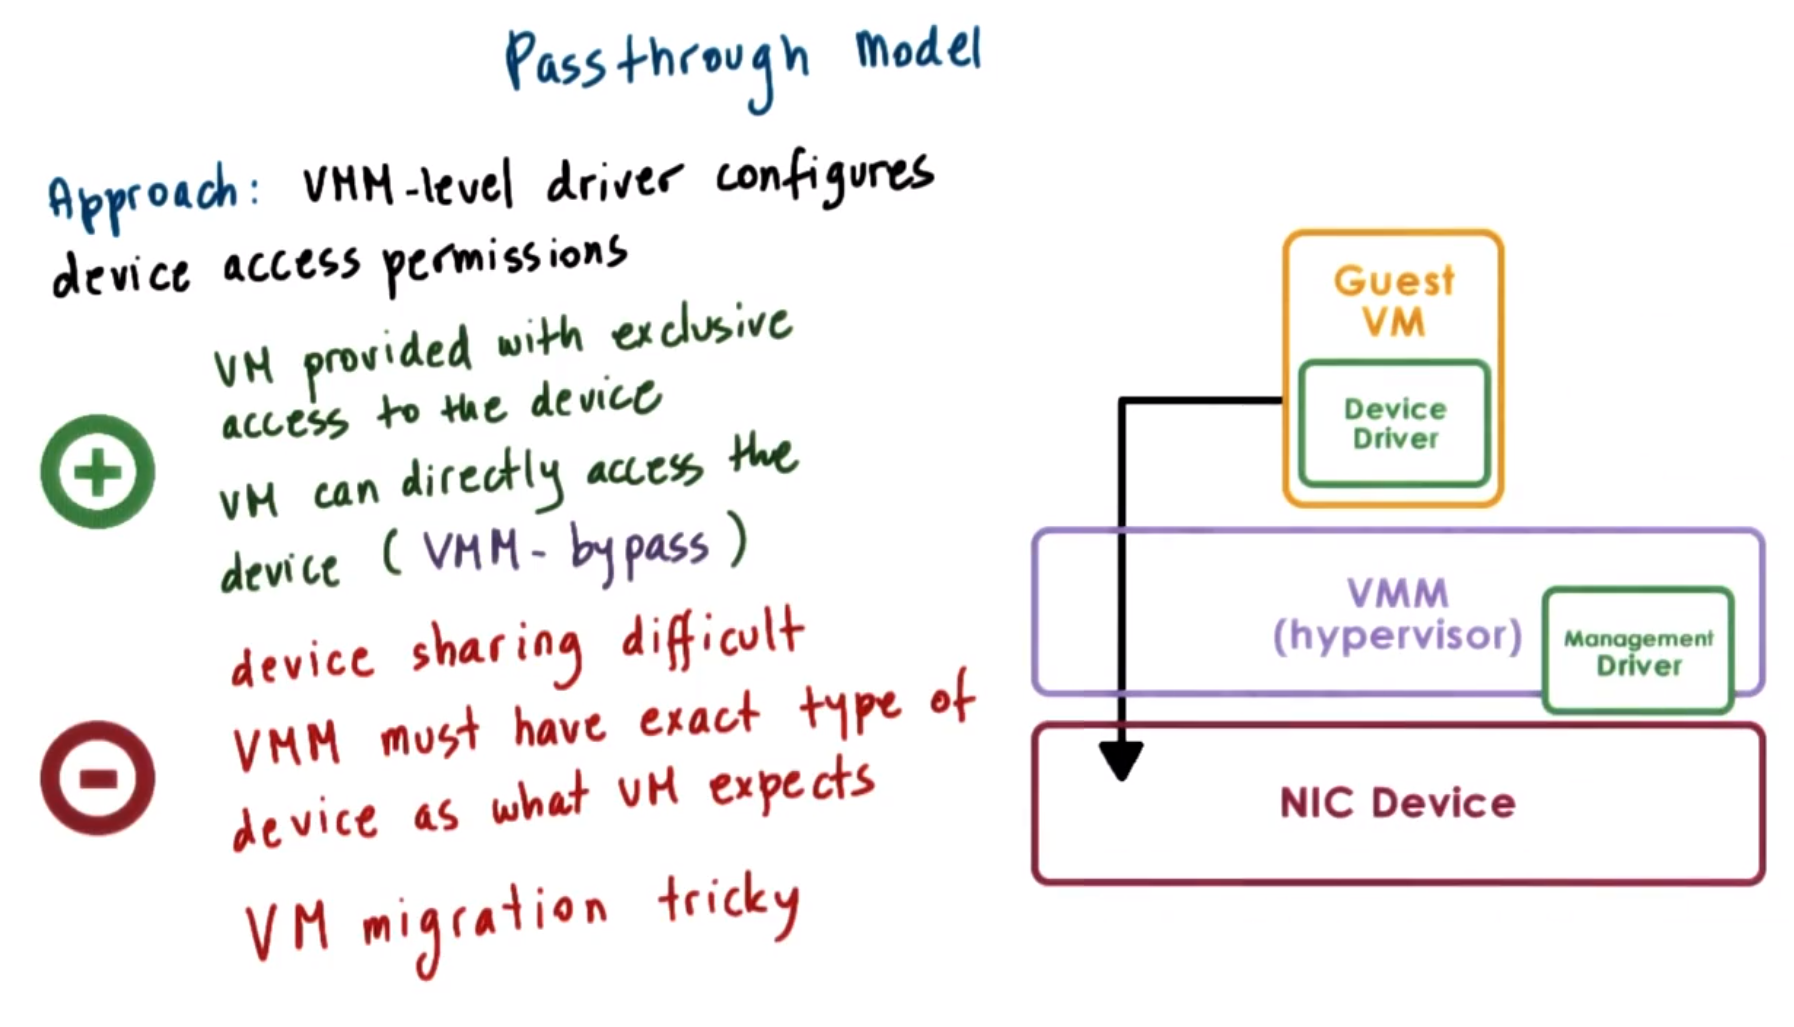 Passthrough Model
Approach: VMM-level driver configures
device access permissions
VM provided with exclusive
access to the device
VM can directly access the
device (VMM-bypass)
device sharing difficult
VMM must have exact type of
device as what VM expects
VM migration tricky
Guest
VM
Device
Driver
VMM
(hypervisor)
Management
Driver
NIC Device